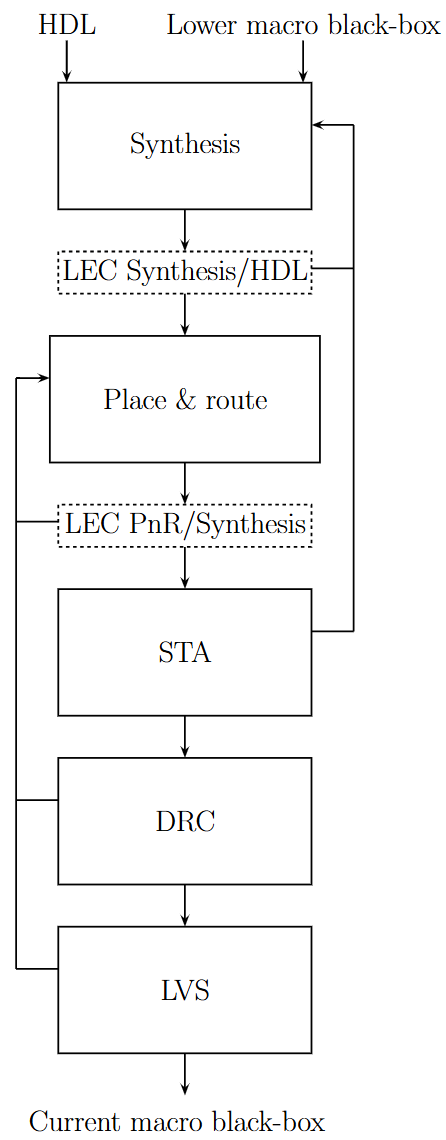 HDL Lower macro black-box
Synthesis
LEC Synthesis/HDL
Place & route
LEC PnR/Synthesis
STA
DRC
LVS
Current macro black-box